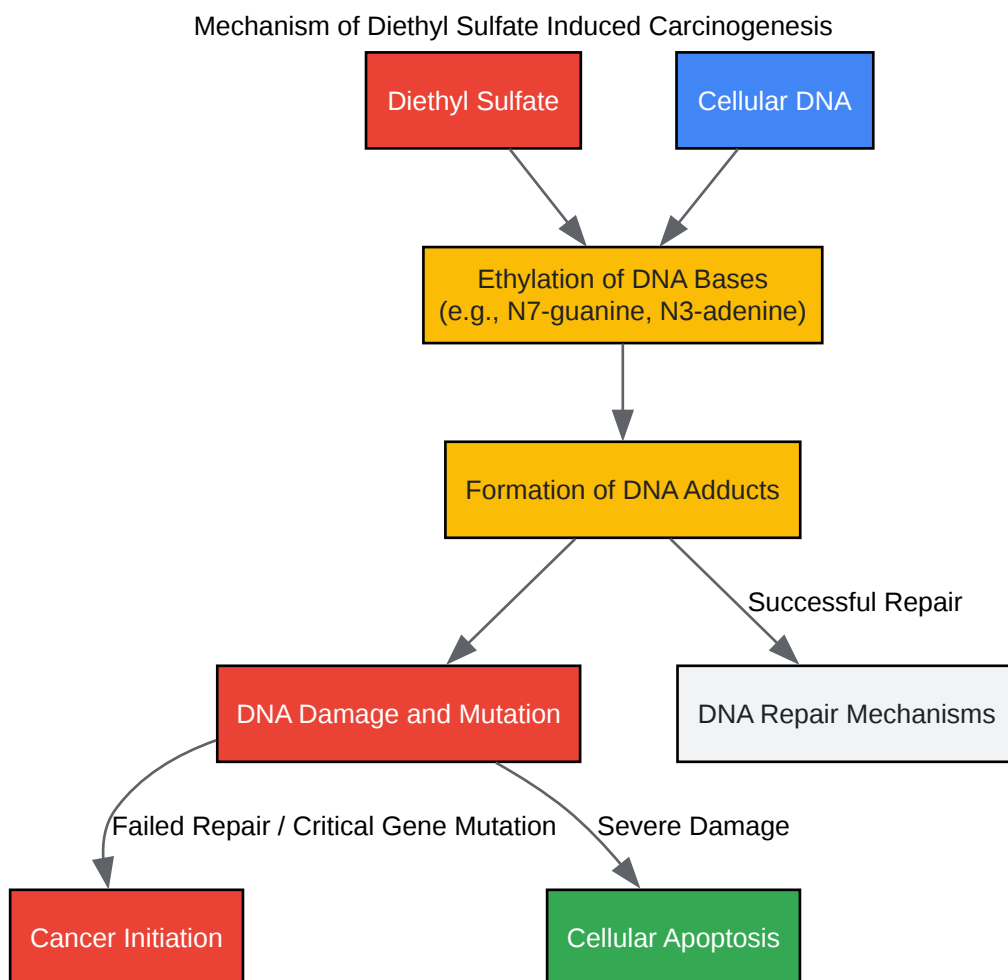 Mechanism of Diethyl Sulfate Induced Carcinogenesis
Diethyl Sulfate
Cellular DNA
Ethylation of DNA Bases
(e.g., N7-guanine, N3-adenine)
Formation of DNA Adducts
Successful Repair
DNA Damage and Mutation
DNA Repair Mechanisms
Failed Repair / Critical Gene Mutation
Severe Damage
Cancer Initiation
Cellular Apoptosis